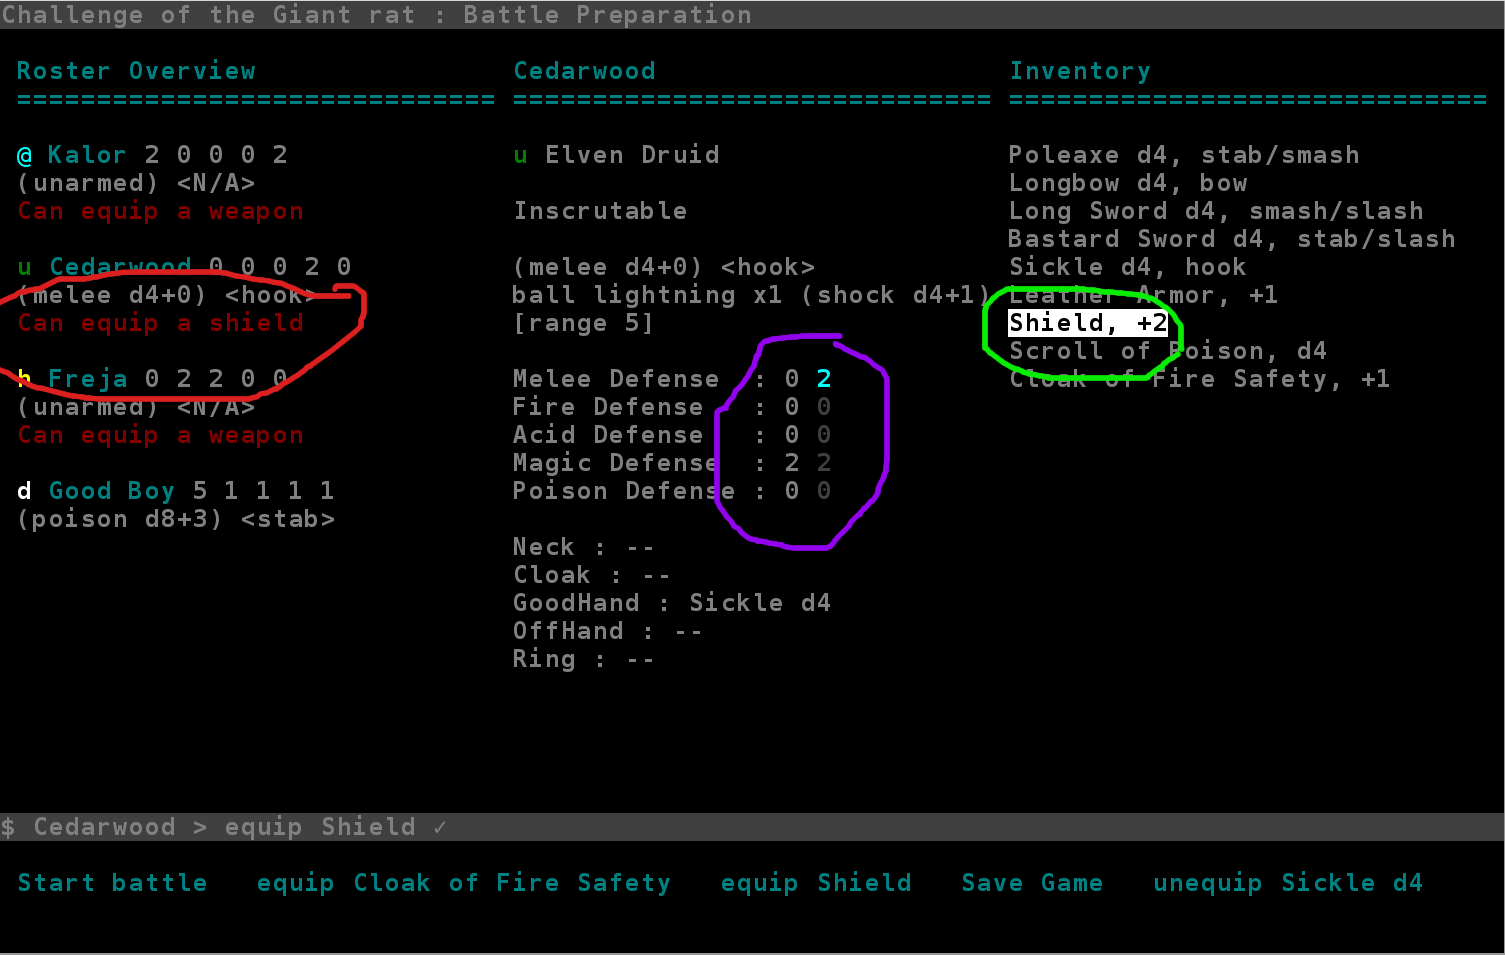 Challenge of the Giant rat : Battle Preparation
Roster Overview
==============================
@ Kalor 2 0 0 0 2
(unarmed) <N/A>
Can equip a weapon
u Cedarwood 0 0 0 2 0
(melee d4+0) <hook>
Can equip a shield
h Freja 0 2 2 0 0
(unarmed) <N/A>
Can equip a weapon
d Good Boy 5 1 1 1 1
(poison d8+3) <stab>
Cedarwood
==============================
u Elven Druid
Inscrutable
(melee d4+0) <hook>
ball lightning x1 (shock d4+1)
[range 5]
Melee Defense : 0 2
Fire Defense : 0 0
Acid Defense : 0 0
Magic Defense : 2 2
Poison Defense : 0 0
Neck : --
Cloak : --
GoodHand : Sickle d4
OffHand : --
Ring : --
Inventory
==============================
Poleaxe d4, stab/smash
Longbow d4, bow
Long Sword d4, smash/slash
Bastard Sword d4, stab/slash
Sickle d4, hook
Leather Armor, +1
Shield, +2
Scroll of Poison, d4
Cloak of Fire Safety, +1
$ Cedarwood > equip Shield ✓
Start battle equip Cloak of Fire Safety equip Shield Save Game unequip Sickle d4